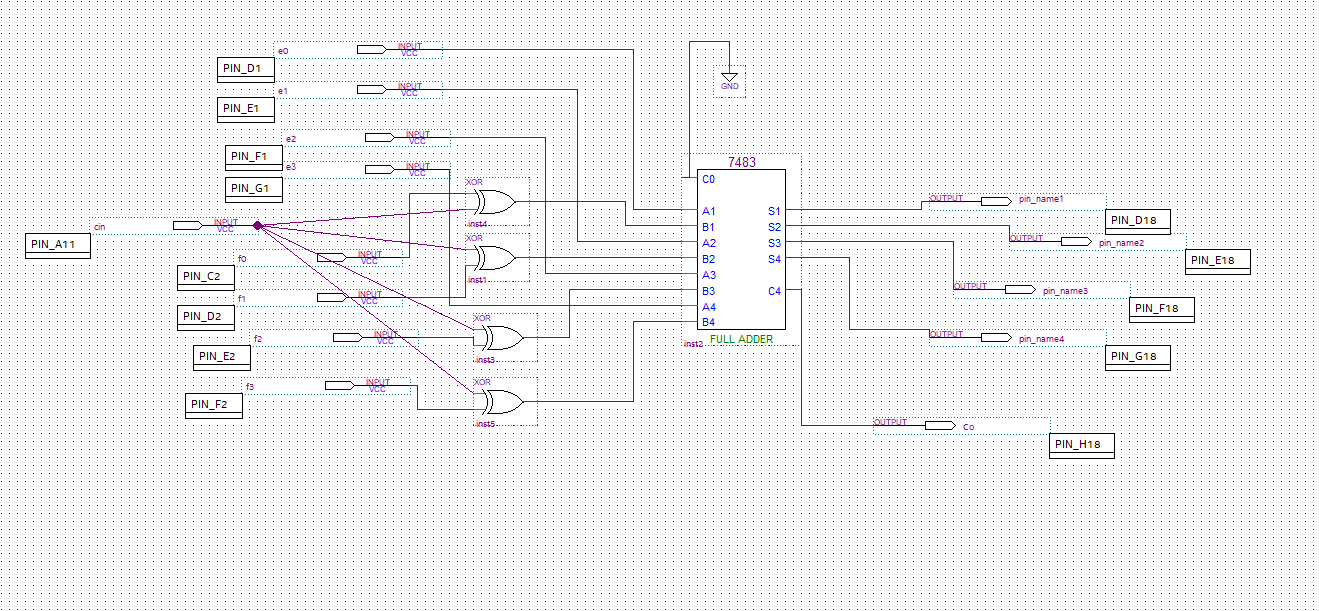 e0 INPUT VCC
PIN_D1
GND
e1 INPUT VCC
PIN_E1
e2 INPUT VCC
PIN_F1
e3 INPUT VCC
PIN_G1
XOR
inst4
cin INPUT VCC
PIN_A11
XOR
inst1
f0 INPUT VCC
PIN_C2
f1 INPUT VCC
PIN_D2
XOR
inst3
f2 INPUT VCC
PIN_E2
XOR
inst5
f3 INPUT VCC
PIN_F2
7483
C0
A1 S1
B1 S2
A2 S3
B2 S4
A3
B3 C4
A4
B4
inst2 FULL ADDER
OUTPUT pin_name1
PIN_D18
OUTPUT pin_name2
PIN_E18
OUTPUT pin_name3
PIN_F18
OUTPUT pin_name4
PIN_G18
OUTPUT Co
PIN_H18